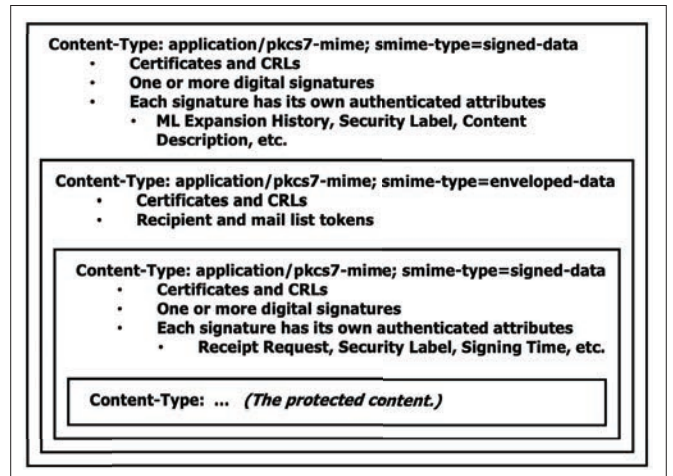 Content-Type: application/pkcs7-mime; smime-type=signed-data
• Certificates and CRLs
• One or more digital signatures
• Each signature has its own authenticated attributes
• ML Expansion History, Security Label, Content
Description, etc.
Content-Type: application/pkcs7-mime; smime-type=enveloped-data
• Certificates and CRLs
• Recipient and mail list tokens
Content-Type: application/pkcs7-mime; smime-type=signed-data
• Certificates and CRLs
• One or more digital signatures
• Each signature has its own authenticated attributes
• Receipt Request, Security Label, Signing Time, etc.
Content-Type: ... (The protected content.)